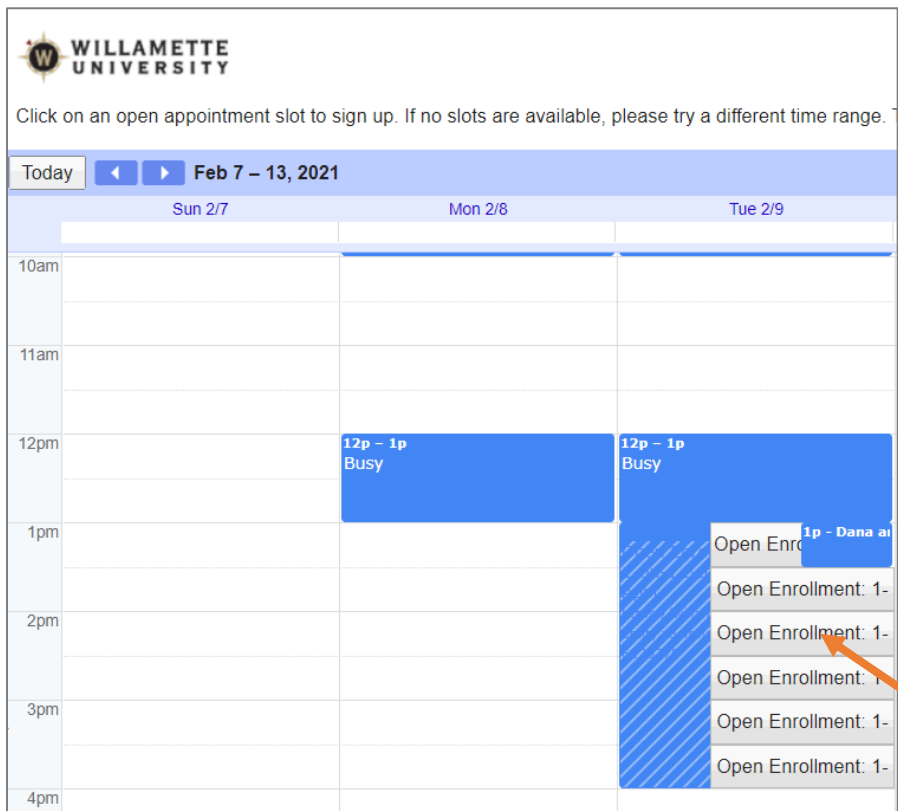 WILLAMETTE
UNIVERSITY
Click on an open appointment slot to sign up. If no slots are available, please try a different time range.
Today Feb 7 – 13, 2021
Sun 2/7 Mon 2/8 Tue 2/9
10am
11am
12pm
12p – 1p
Busy
12p – 1p
Busy
1pm
Open Enro
1p - Dana an
Open Enrollment: 1-
2pm
Open Enrollment: 1-
Open Enrollment: 1-
3pm
Open Enrollment: 1-
Open Enrollment: 1-
4pm